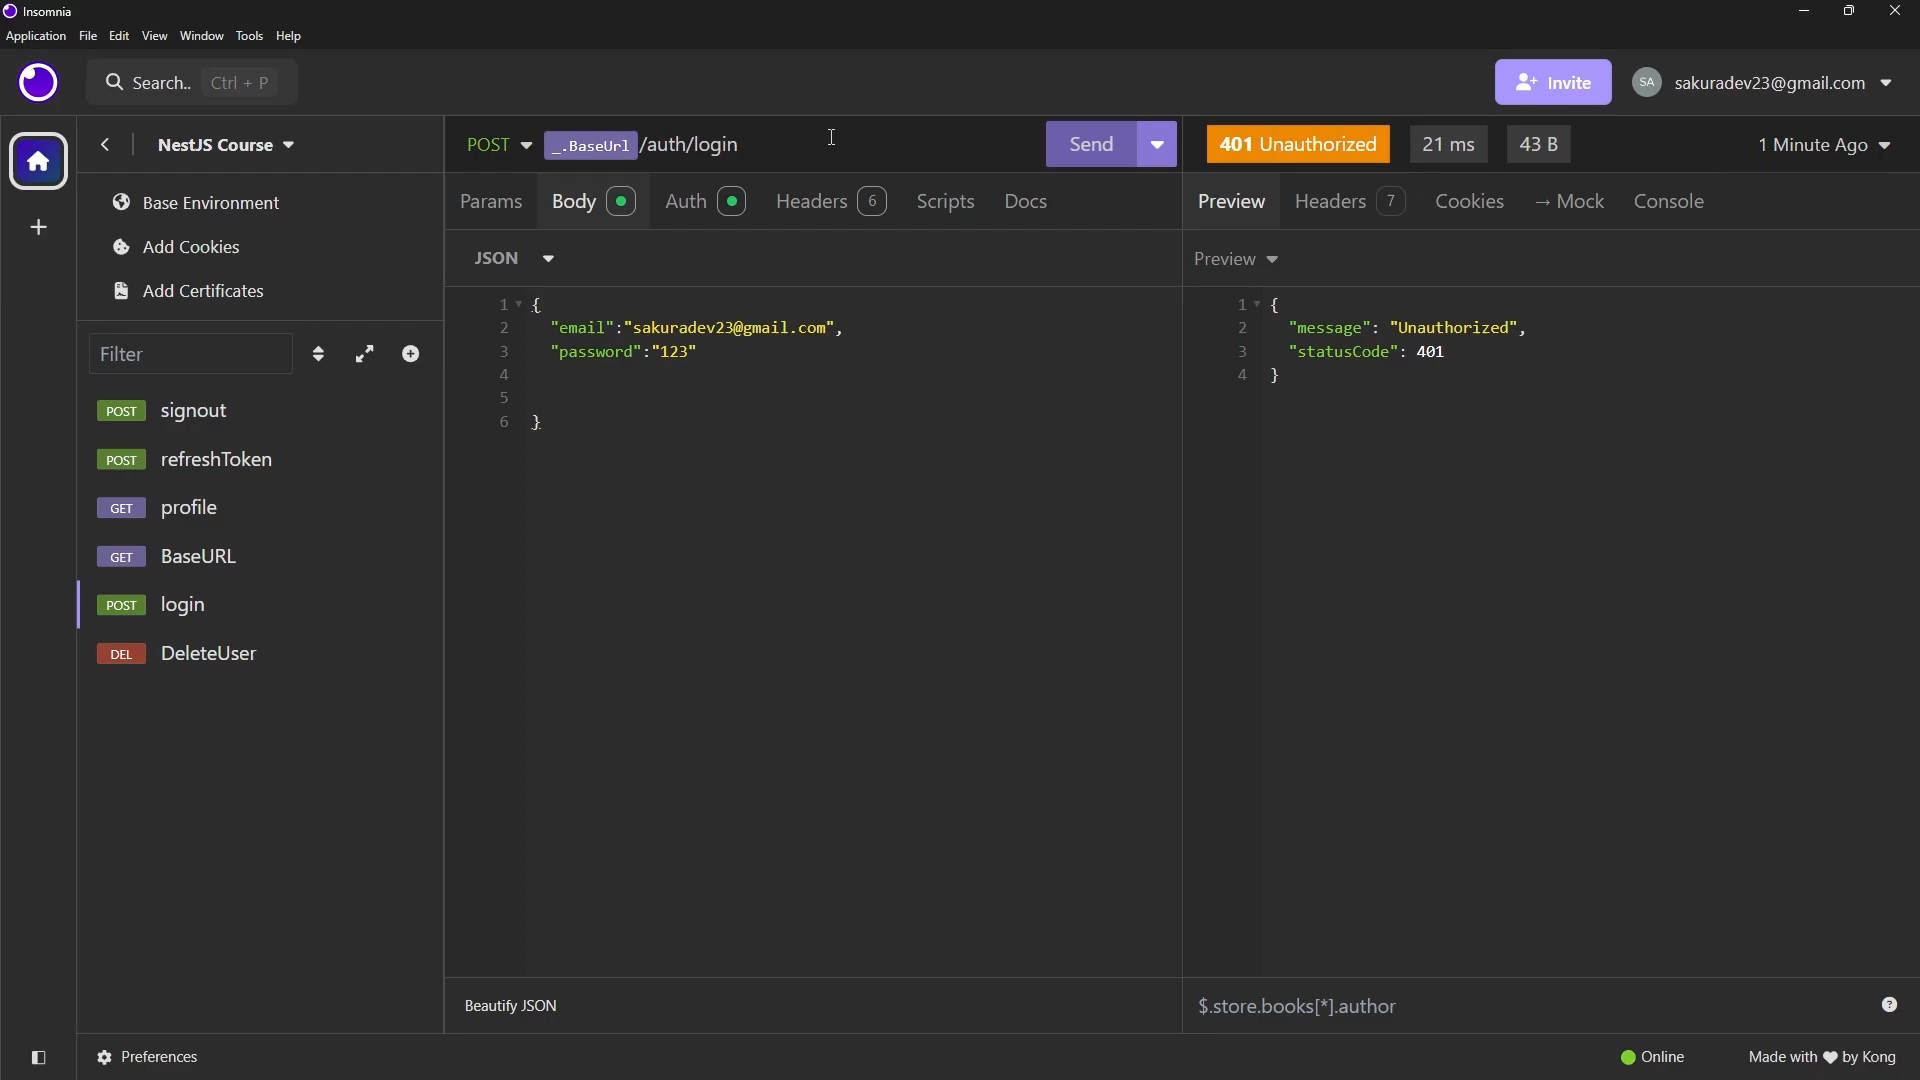 Insomnia
Application File Edit View Window Tools Help
Search.. Ctrl + P
Invite
SA sakuradev23@gmail.com
NestJS Course
POST _.BaseUrl /auth/login
Send
401 Unauthorized 21 ms 43 B
1 Minute Ago
Base Environment
Add Cookies
Add Certificates
Params Body Auth Headers 6 Scripts Docs
Preview Headers 7 Cookies → Mock Console
JSON
Preview
Filter
POST signout
POST refreshToken
GET profile
GET BaseURL
POST login
DEL DeleteUser
1 {
2 "email":"sakuradev23@gmail.com",
3 "password":"123"
4
5
6 }
1 {
2 "message": "Unauthorized",
3 "statusCode": 401
4 }
Beautify JSON
$.store.books[*].author
?
Preferences
Online
Made with ❤ by Kong